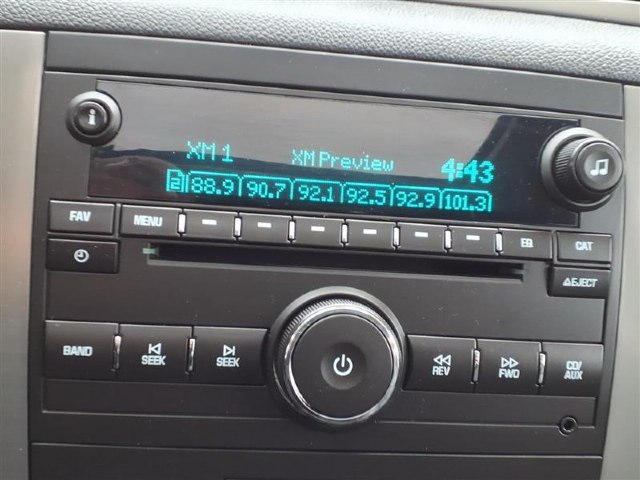 i
XM 1 XM Preview 4:43
2 88.9 90.7 92.1 92.5 92.9 101.3
FAV MENU EQ CAT
EJECT
BAND SEEK SEEK REV FWD CD/
AUX